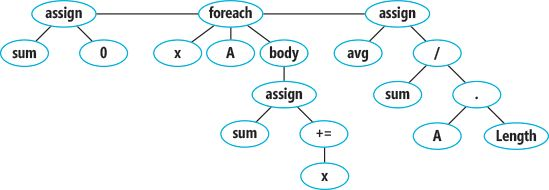 assign foreach assign
sum 0 x A body avg /
assign sum .
sum += A Length
x